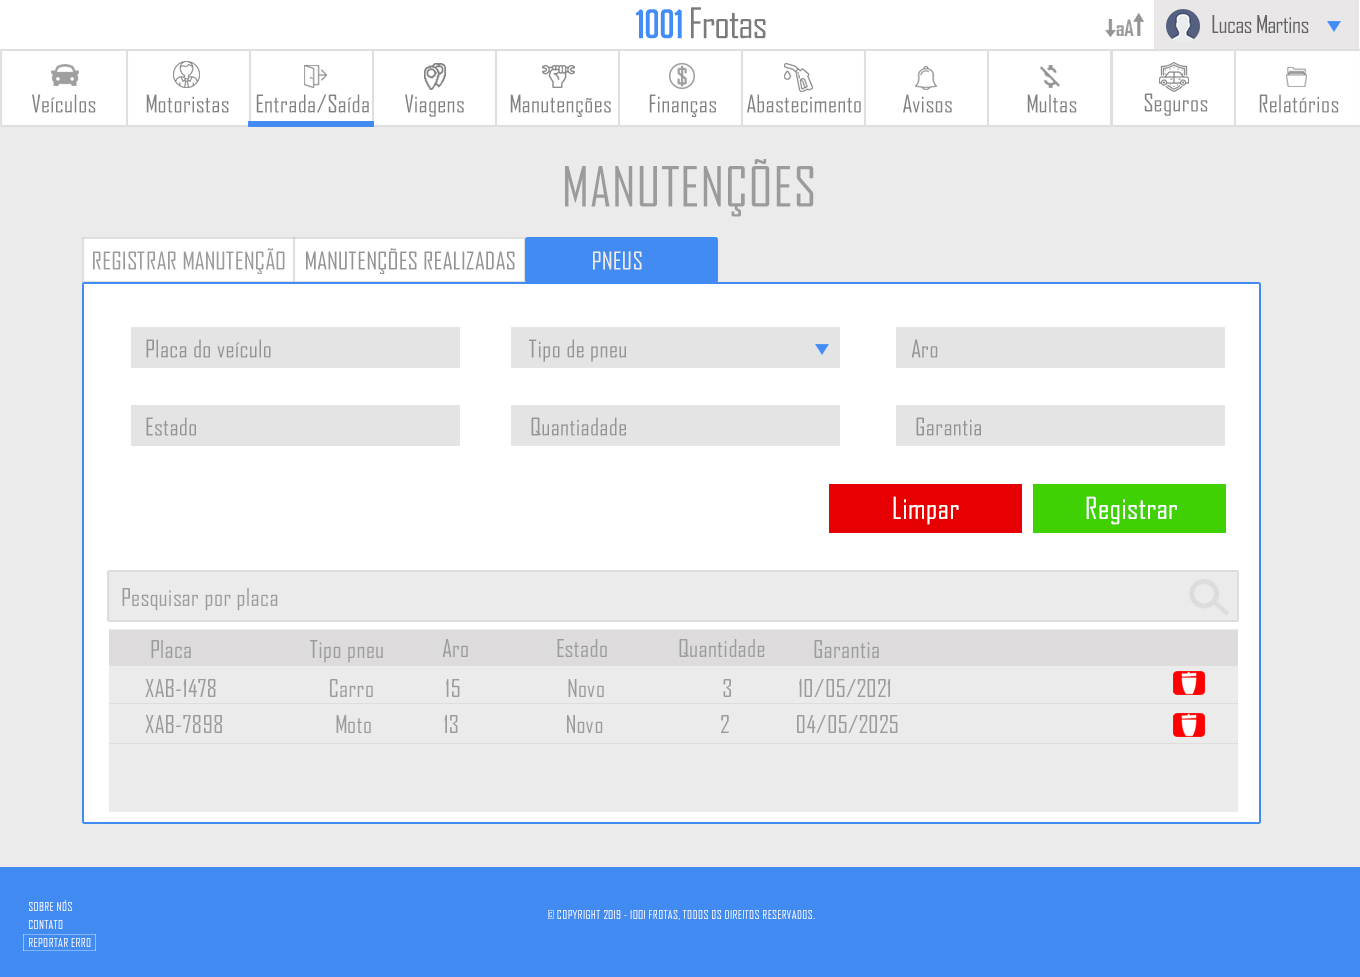 1001 Frotas
aA
Lucas Martins
Veículos
Motoristas
Entrada/Saída
Viagens
Manutenções
Finanças
Abastecimento
Avisos
Multas
Seguros
Relatórios
MANUTENÇÕES
REGISTRAR MANUTENÇÃO
MANUTENÇÕES REALIZADAS
PNEUS
Placa do veículo
Tipo de pneu
Aro
Estado
Quantiadade
Garantia
Limpar
Registrar
Pesquisar por placa
Placa Tipo pneu Aro Estado Quantidade Garantia
XAB-1478 Carro 15 Novo 3 10/05/2021
XAB-7898 Moto 13 Novo 2 04/05/2025
SOBRE NÓS
CONTATO
REPORTAR ERRO
© COPYRIGHT 2019 - 1001 FROTAS, TODOS OS DIREITOS RESERVADOS.